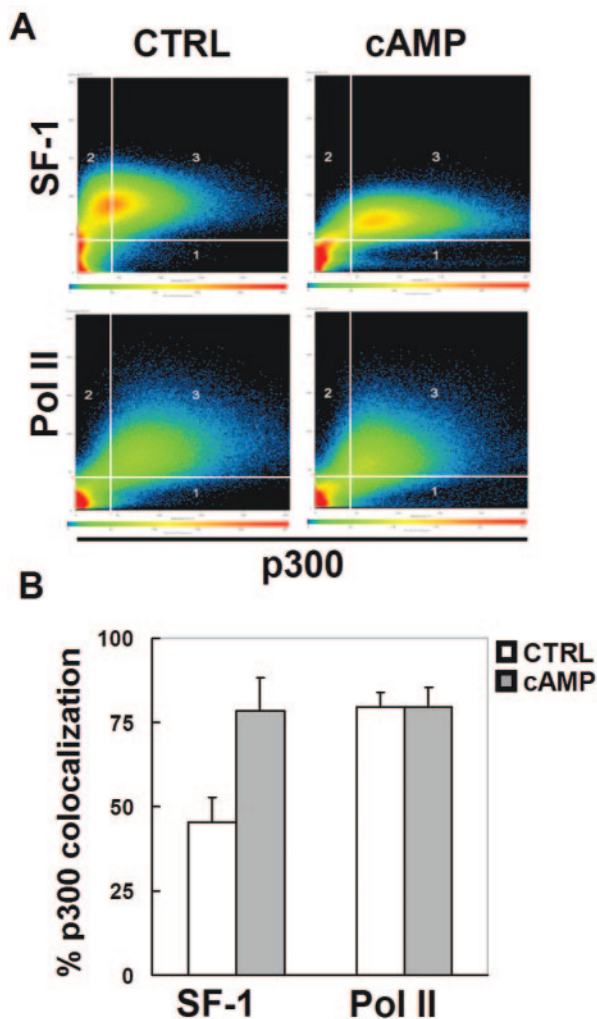 A
CTRL cAMP
SF-1
2 3
1
2 3
1
Pol II
2 3
1
2 3
1
p300
B
% p300 colocalization
100
75
50
25
0
CTRL
cAMP
SF-1 Pol II